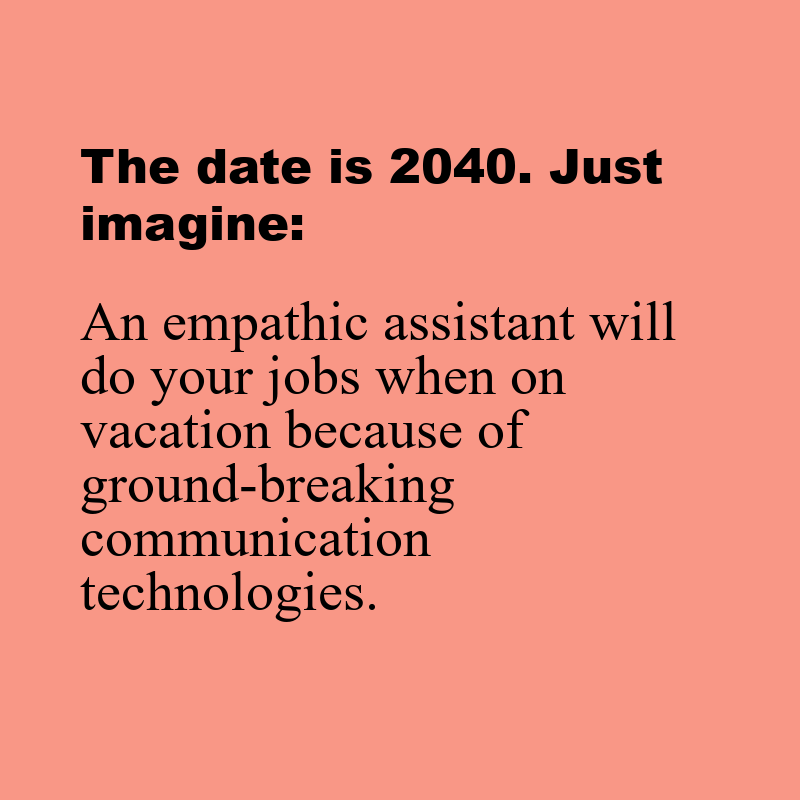 The date is 2040. Just
imagine:
An empathic assistant will
do your jobs when on
vacation because of
ground-breaking
communication
technologies.